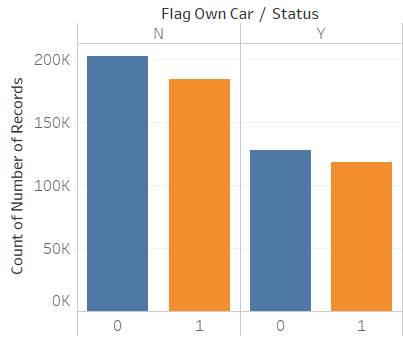 Flag Own Car / Status
N Y
200K
150K
100K
50K
0K
Count of Number of Records
0 1 0 1